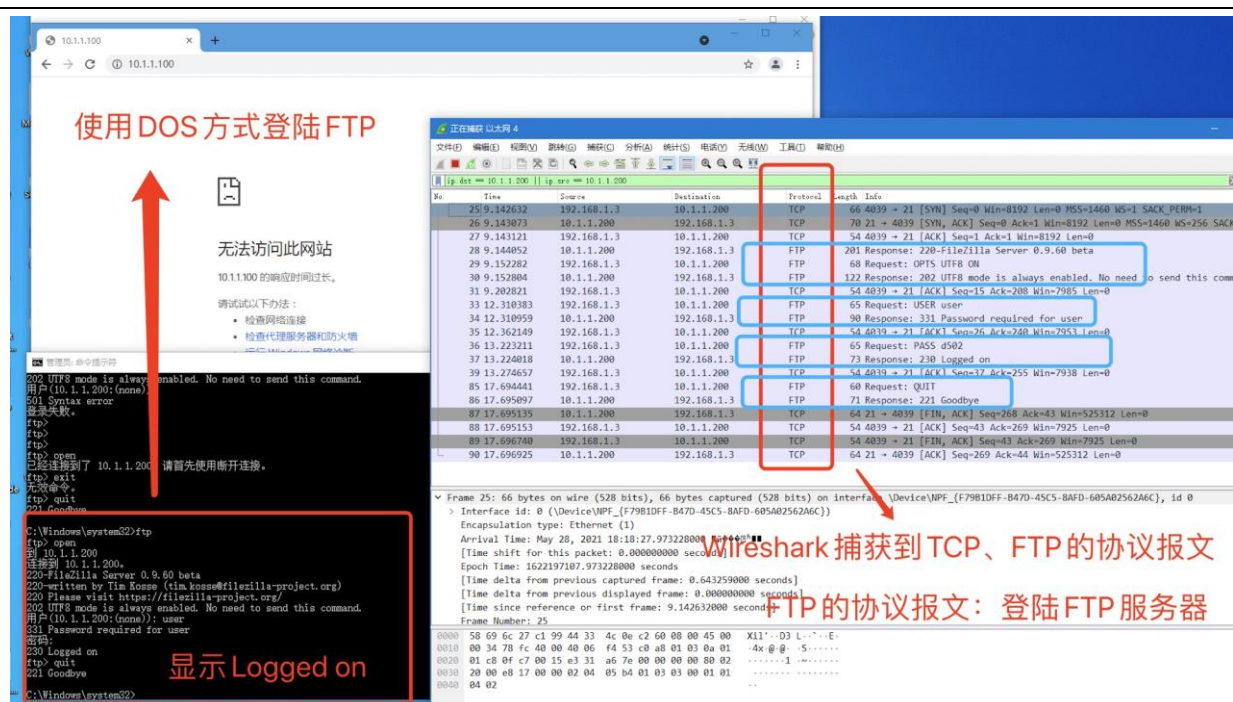 10.1.1.100
10.1.1.100
使用DOS方式登陆FTP
无法访问此网站
10.1.1.100 的响应时间过长。
请试试以下办法：
检查网络连接
检查代理服务器和防火墙
运行 Windows 网络诊断
正在捕获 以太网 4
文件(F) 编辑(E) 视图(V) 跳转(G) 捕获(C) 分析(A) 统计(S) 电话(Y) 无线(W) 工具(T) 帮助(H)
ip.dst == 10.1.1.200 || ip.src == 10.1.1.200
No. Time Source Destination Protocol Length Info
25 9.142632 192.168.1.3 10.1.1.200 TCP 66 4039 → 21 [SYN] Seq=0 Win=8192 Len=0 MSS=1460 WS=1 SACK_PERM=1
26 9.143073 10.1.1.200 192.168.1.3 TCP 70 21 → 4039 [SYN, ACK] Seq=0 Ack=1 Win=8192 Len=0 MSS=1460 WS=256 SACK
27 9.143121 192.168.1.3 10.1.1.200 TCP 54 4039 → 21 [ACK] Seq=1 Ack=1 Win=8192 Len=0
28 9.144052 10.1.1.200 192.168.1.3 FTP 201 Response: 220-FileZilla Server 0.9.60 beta
29 9.152282 192.168.1.3 10.1.1.200 FTP 68 Request: OPTS UTF8 ON
30 9.152804 10.1.1.200 192.168.1.3 FTP 122 Response: 202 UTF8 mode is always enabled. No need to send this comm
31 9.202821 192.168.1.3 10.1.1.200 TCP 54 4039 → 21 [ACK] Seq=15 Ack=208 Win=7985 Len=0
33 12.310383 192.168.1.3 10.1.1.200 FTP 65 Request: USER user
34 12.310959 10.1.1.200 192.168.1.3 FTP 90 Response: 331 Password required for user
35 12.362149 192.168.1.3 10.1.1.200 TCP 54 4039 → 21 [ACK] Seq=26 Ack=240 Win=7953 Len=0
36 13.223211 192.168.1.3 10.1.1.200 FTP 65 Request: PASS d502
37 13.224018 10.1.1.200 192.168.1.3 FTP 73 Response: 230 Logged on
39 13.274657 192.168.1.3 10.1.1.200 TCP 54 4039 → 21 [ACK] Seq=37 Ack=255 Win=7938 Len=0
85 17.694441 192.168.1.3 10.1.1.200 FTP 60 Request: QUIT
86 17.695097 10.1.1.200 192.168.1.3 FTP 71 Response: 221 Goodbye
87 17.695135 10.1.1.200 192.168.1.3 TCP 64 21 → 4039 [FIN, ACK] Seq=268 Ack=43 Win=525312 Len=0
88 17.695153 192.168.1.3 10.1.1.200 TCP 54 4039 → 21 [ACK] Seq=43 Ack=269 Win=7925 Len=0
89 17.696740 192.168.1.3 10.1.1.200 TCP 54 4039 → 21 [FIN, ACK] Seq=43 Ack=269 Win=7925 Len=0
90 17.696925 10.1.1.200 192.168.1.3 TCP 64 21 → 4039 [ACK] Seq=269 Ack=44 Win=525312 Len=0
Frame 25: 66 bytes on wire (528 bits), 66 bytes captured (528 bits) on interface \Device\NPF_{F79B1DFF-B47D-45C5-8AFD-605A02562A6C}, id 0
Interface id: 0 (\Device\NPF_{F79B1DFF-B47D-45C5-8AFD-605A02562A6C})
Encapsulation type: Ethernet (1)
Arrival Time: May 28, 2021 18:18:27.973228000
[Time shift for this packet: 0.000000000 seconds]
Epoch Time: 1622197107.973228000 seconds
[Time delta from previous captured frame: 0.643259000 seconds]
[Time delta from previous displayed frame: 0.000000000 seconds]
[Time since reference or first frame: 9.142632000 seconds]
Frame Number: 25
Wireshark捕获到TCP、FTP的协议报文
FTP的协议报文：登陆FTP服务器
0000 58 69 6c 27 c1 99 44 33 4c 0e c2 60 08 00 45 00 Xil'··D3 L··`··E·
0010 00 34 78 fc 40 00 40 06 f4 53 c0 a8 01 03 0a 01 ·4x·@·@· ·S······
0020 01 c8 0f c7 00 15 e3 31 a6 7e 00 00 00 00 80 02 ·······1 ·~······
0030 20 00 e8 17 00 00 02 04 05 b4 01 03 03 00 01 01 ········ ········
0040 04 02 ··
管理员: 命令提示符
202 UTF8 mode is always enabled. No need to send this command.
用户(10.1.1.200:(none))
501 Syntax error
登录失败。
ftp>
ftp>
ftp>
ftp> open
已经连接到了 10.1.1.200 请首先使用断开连接。
ftp> exit
无效命令。
ftp> quit
221 Goodbye
C:\Windows\system32>ftp
ftp> open
到 10.1.1.200
连接到 10.1.1.200。
220-FileZilla Server 0.9.60 beta
220-written by Tim Kosse (tim.kosse@filezilla-project.org)
220 Please visit https://filezilla-project.org/
202 UTF8 mode is always enabled. No need to send this command.
用户(10.1.1.200:(none)): user
331 Password required for user
密码:
230 Logged on
ftp> quit
221 Goodbye
C:\Windows\system32>
显示Logged on